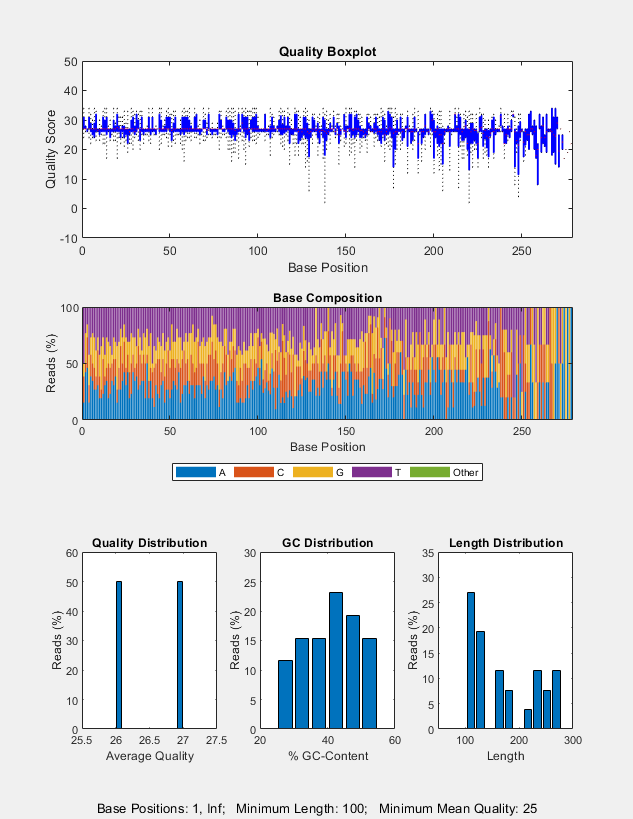 Quality Boxplot
50
40
30
20
10
0
-10
Quality Score
0 50 100 150 200 250
Base Position
Base Composition
100
50
0
Reads (%)
0 50 100 150 200 250
Base Position
A C G T Other
Quality Distribution
60
50
40
30
20
10
0
Reads (%)
25.5 26 26.5 27 27.5
Average Quality
GC Distribution
30
25
20
15
10
5
0
Reads (%)
20 40 60
% GC-Content
Length Distribution
35
30
25
20
15
10
5
0
Reads (%)
100 200 300
Length
Base Positions: 1, Inf; Minimum Length: 100; Minimum Mean Quality: 25